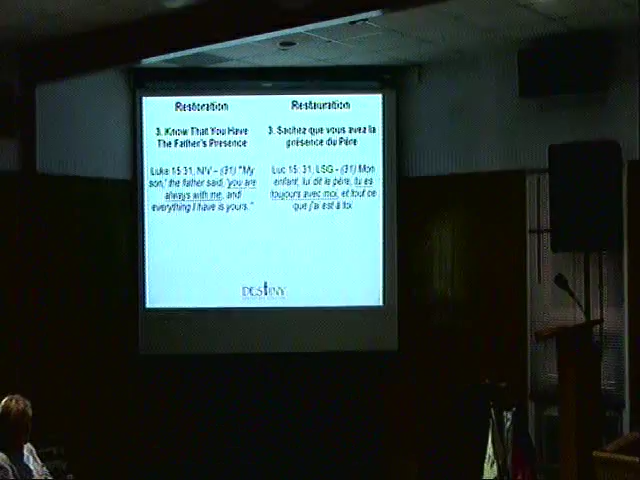 Restoration
3. Know That You Have
The Father's Presence
Luke 15:31, NIV - (31) "'My
son,' the father said, 'you are
always with me, and
everything I have is yours."
Restauration
3. Sachez que vous avez la
présence du Père
Luc 15: 31, LSG - (31) Mon
enfant, lui dit le père, tu es
toujours avec moi, et tout ce
que j'ai est à toi
DESTINY